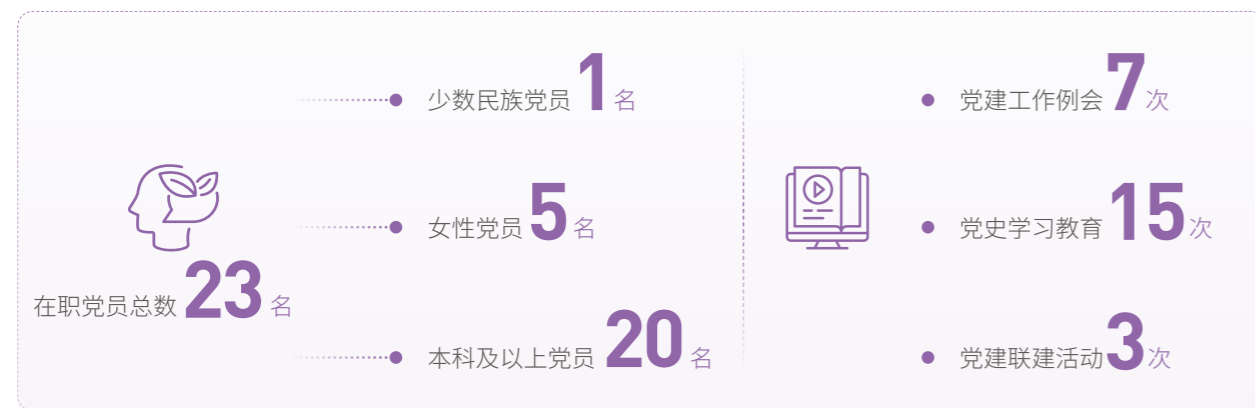 少数民族党员1名
女性党员5名
在职党员总数23名
本科及以上党员20名
党建工作例会7次
党史学习教育15次
党建联建活动3次